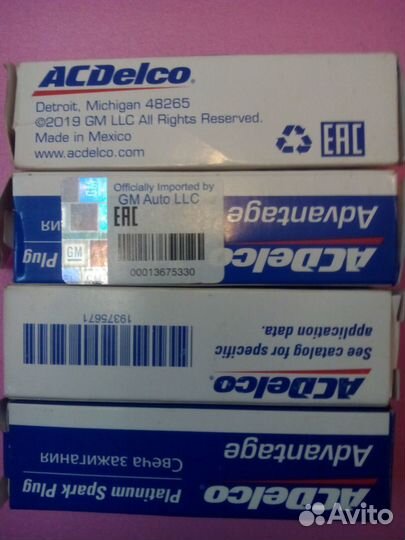 ACDelco
Detroit, Michigan 48265
©2019 GM LLC All Rights Reserved.
Made in Mexico
www.acdelco.com
EAC
Officially Imported by
GM Auto LLC
EAC
00013675330
GM
ACDelco
Advantage
Plug
ACDelco
See catalog for specific
application data.
19375671
ACDelco
Advantage
Platinum Spark Plug
Свеча зажигания
Avito